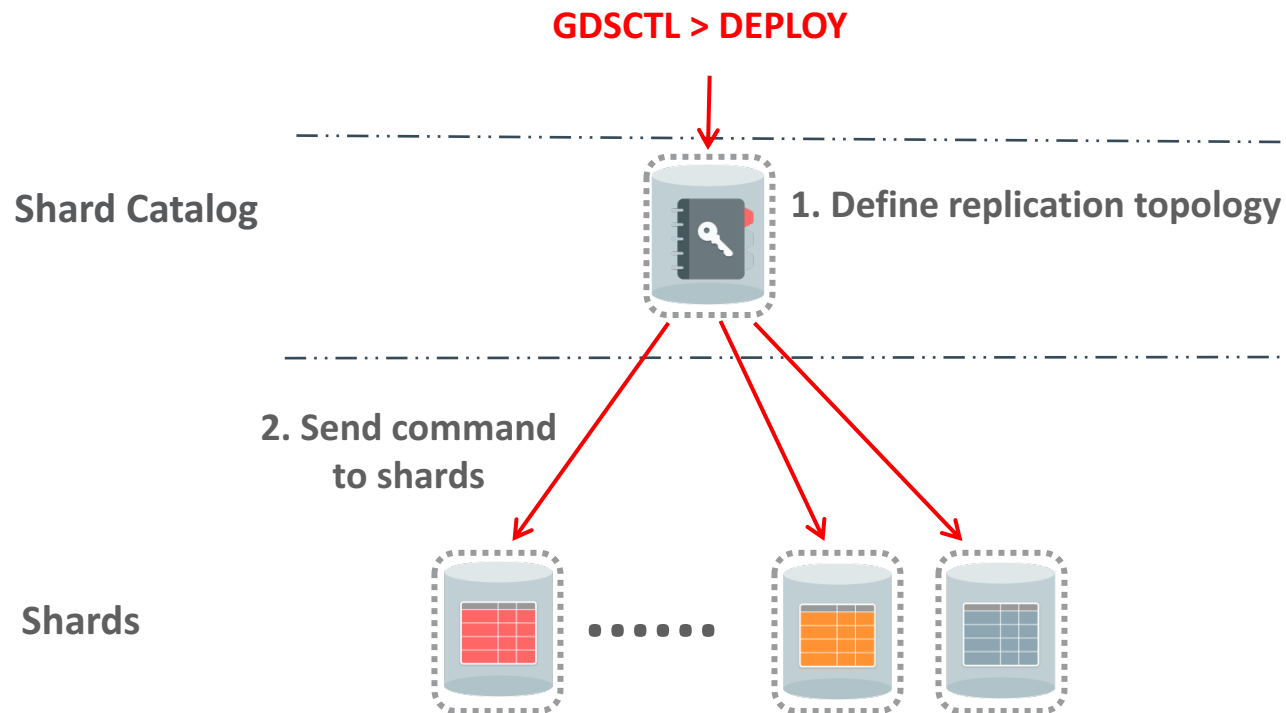 GDSCTL > DEPLOY
Shard Catalog
1. Define replication topology
2. Send command
to shards
Shards